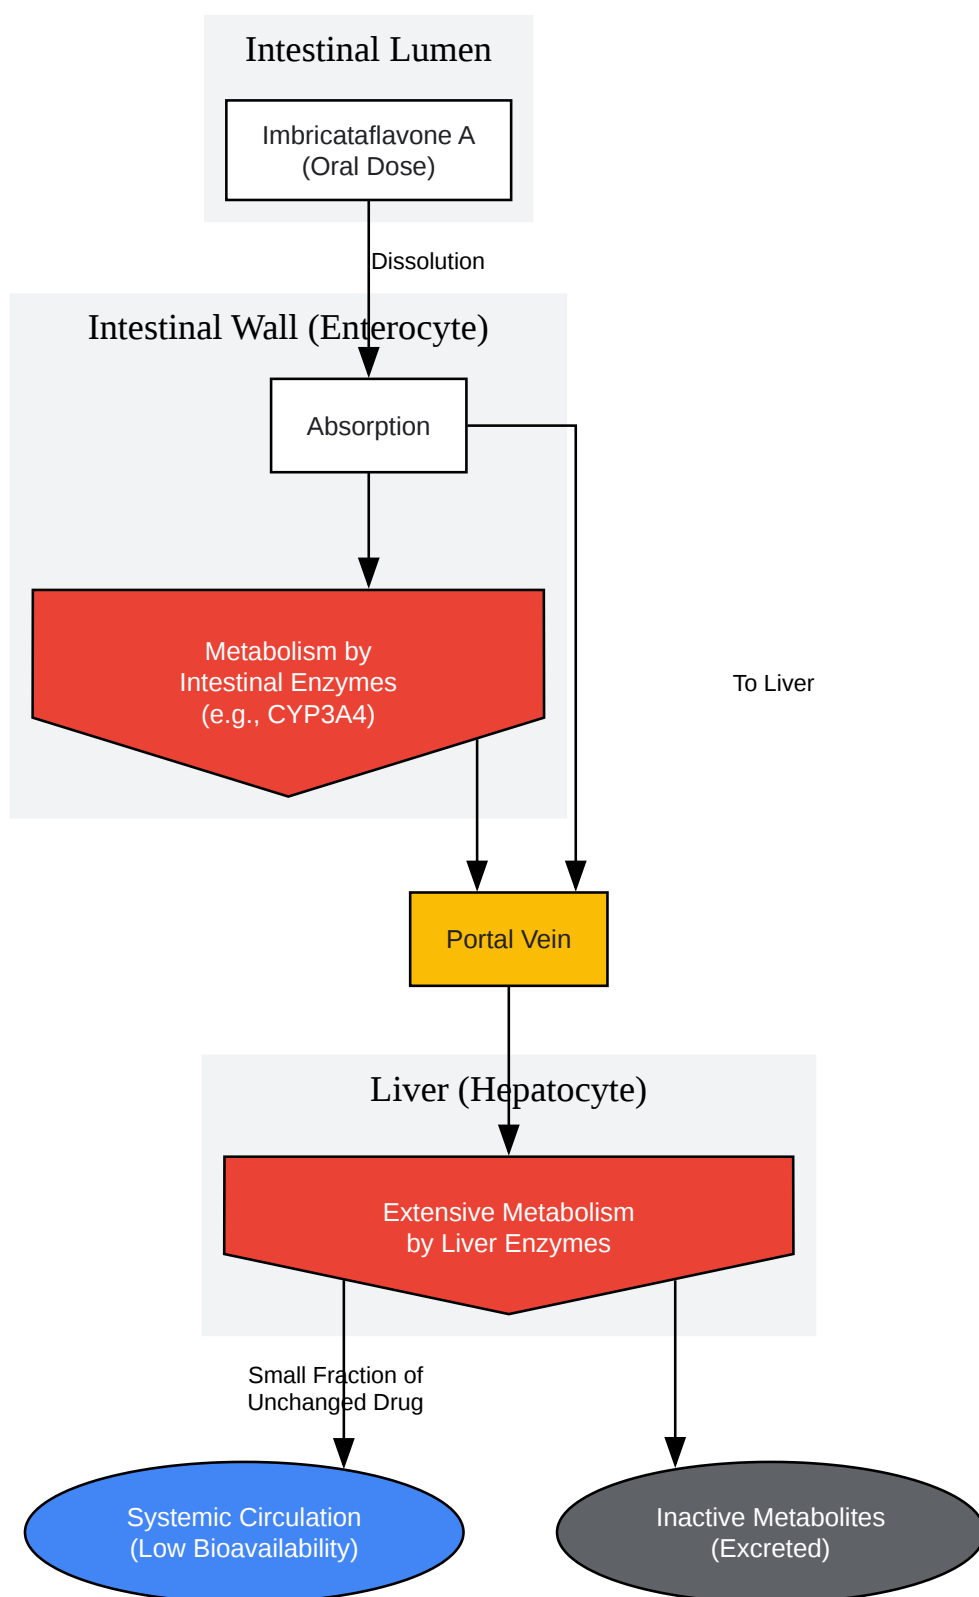 Intestinal Lumen
Imbricataflavone A
(Oral Dose)
Dissolution
Intestinal Wall (Enterocyte)
Absorption
Metabolism by
Intestinal Enzymes
(e.g., CYP3A4)
To Liver
Portal Vein
Liver (Hepatocyte)
Extensive Metabolism
by Liver Enzymes
Small Fraction of
Unchanged Drug
Systemic Circulation
(Low Bioavailability)
Inactive Metabolites
(Excreted)